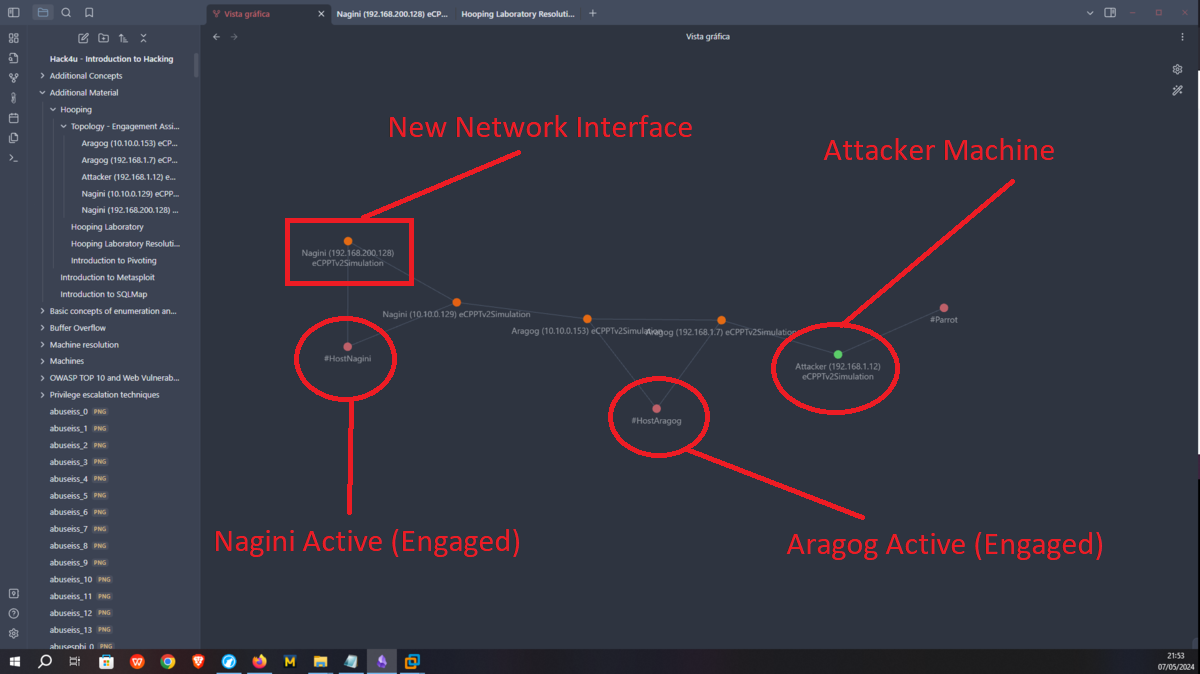 Vista gráfica
Nagini (192.168.200.128) eCP...
Hooping Laboratory Resoluti...
Vista gráfica
Hack4u - Introduction to Hacking
Additional Concepts
Additional Material
Hooping
Topology - Engagement Assi...
Aragog (10.10.0.153) eCP...
Aragog (192.168.1.7) eCP...
Attacker (192.168.1.12) e...
Nagini (10.10.0.129) eCPP...
Nagini (192.168.200.128) ...
Hooping Laboratory
Hooping Laboratory Resoluti...
Introduction to Pivoting
Introduction to Metasploit
Introduction to SQLMap
Basic concepts of enumeration an...
Buffer Overflow
Machine resolution
Machines
OWASP TOP 10 and Web Vulnerab...
Privilege escalation techniques
abuseiss_0 PNG
abuseiss_1 PNG
abuseiss_2 PNG
abuseiss_3 PNG
abuseiss_4 PNG
abuseiss_5 PNG
abuseiss_6 PNG
abuseiss_7 PNG
abuseiss_8 PNG
abuseiss_9 PNG
abuseiss_10 PNG
abuseiss_11 PNG
abuseiss_12 PNG
abuseiss_13 PNG
abusesphi_0 PNG
New Network Interface
Attacker Machine
Nagini (192.168.200.128)
eCPPTv2Simulation
Nagini (10.10.0.129) eCPPTv2Simulation
Aragog (10.10.0.153) eCPPTv2Simulation
Aragog (192.168.1.7) eCPPTv2Simulation
#Parrot
#HostNagini
Attacker (192.168.1.12)
eCPPTv2Simulation
#HostAragog
Nagini Active (Engaged)
Aragog Active (Engaged)
21:53
07/05/2024